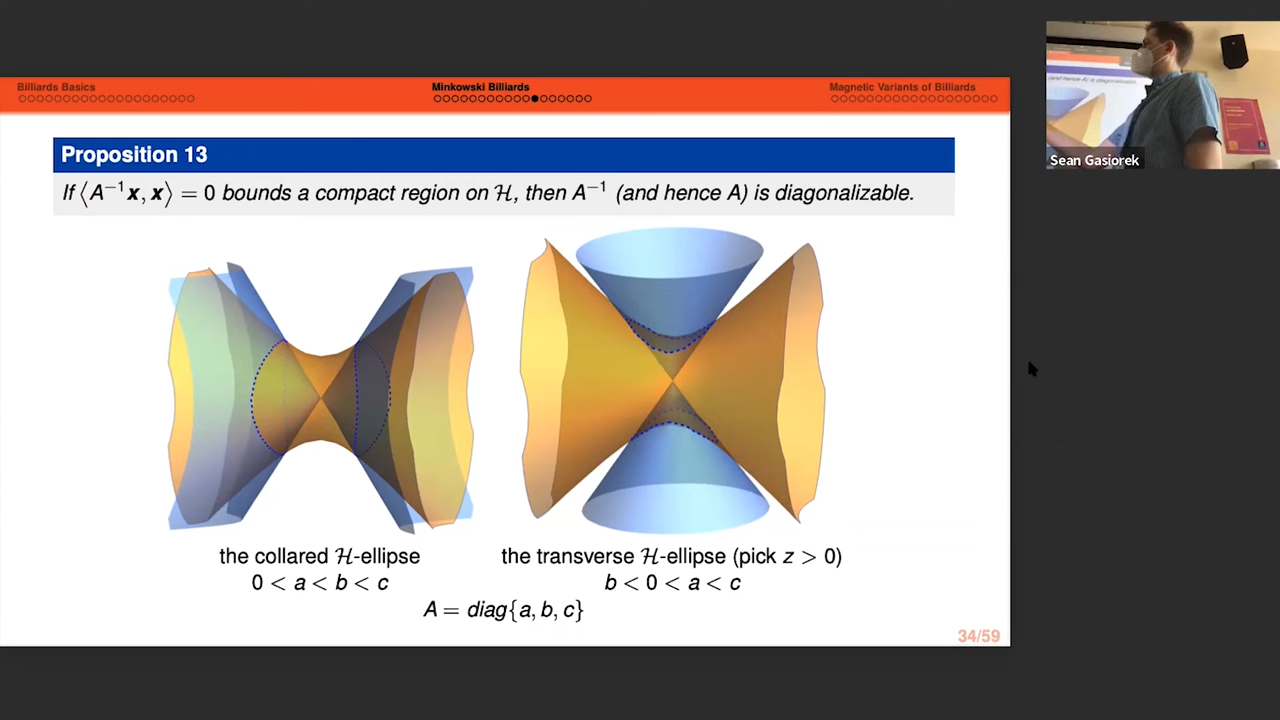 Billiards Basics
Minkowski Billiards
Magnetic Variants of Billiards
Proposition 13
If ⟨A⁻¹x, x⟩ = 0 bounds a compact region on ℋ, then A⁻¹ (and hence A) is diagonalizable.
the collared ℋ-ellipse
0 < a < b < c
the transverse ℋ-ellipse (pick z > 0)
b < 0 < a < c
A = diag{a, b, c}
34/59
Sean Gasiorek